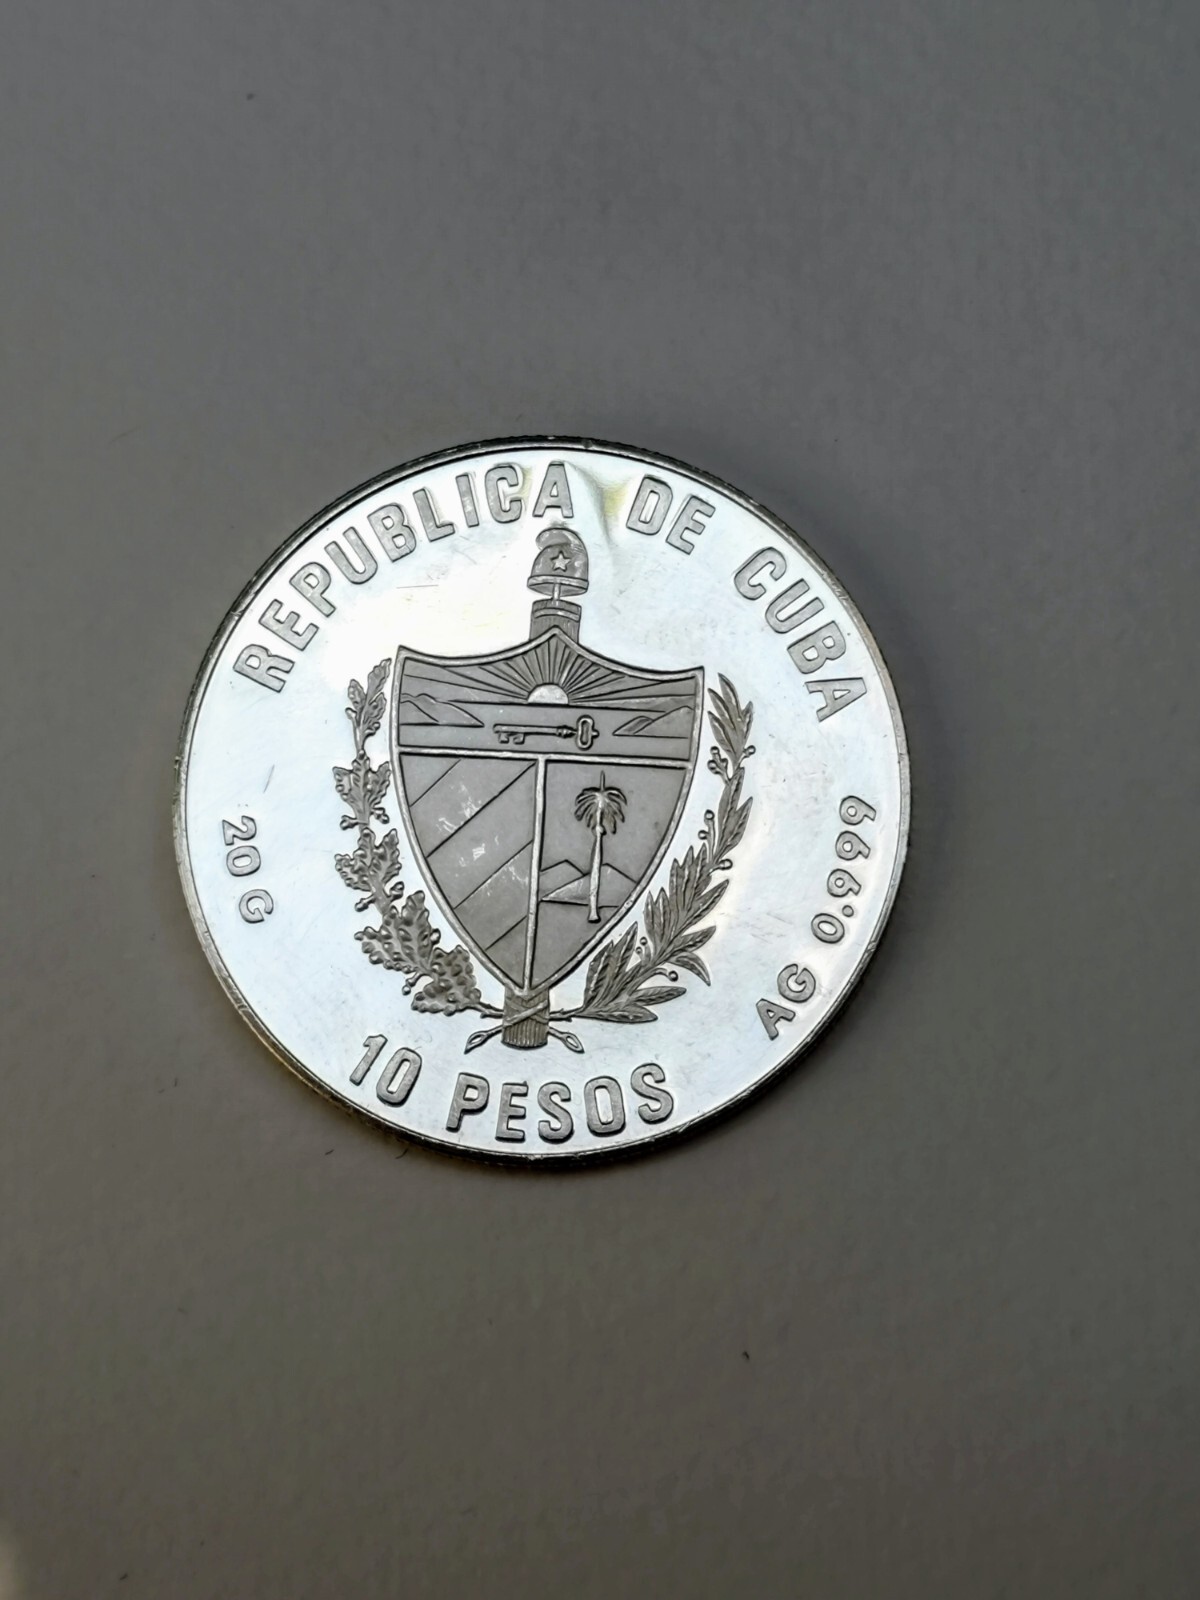 REPUBLICA DE CUBA
20 G
AG 0.999
10 PESOS